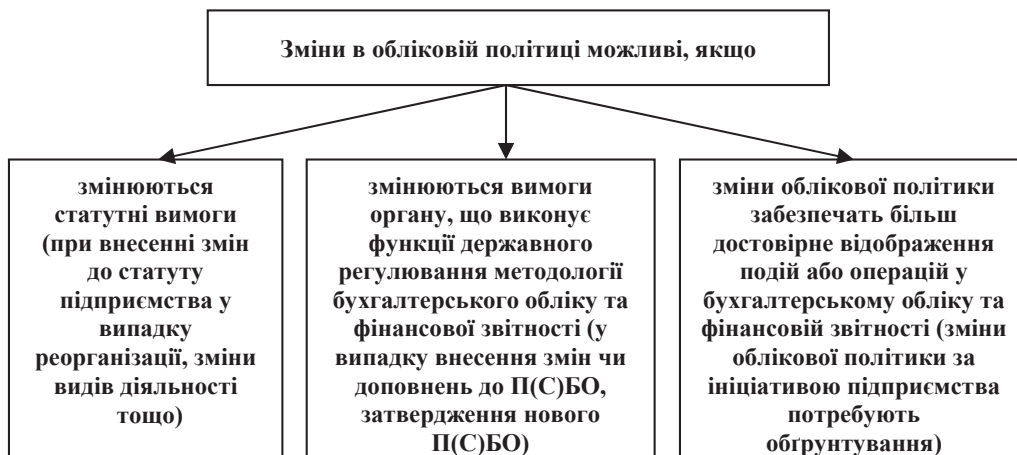 Зміни в обліковій політиці можливі, якщо
змінюються
статутні вимоги
(при внесенні змін
до статуту
підприємства у
випадку
реорганізації, зміни
видів діяльності
тощо)
змінюються вимоги
органу, що виконує
функції державного
регулювання методології
бухгалтерського обліку та
фінансової звітності (у
випадку внесення змін чи
доповнень до П(С)БО,
затвердження нового
П(С)БО)
зміни облікової політики
забезпечать більш
достовірне відображення
подій або операцій у
бухгалтерському обліку та
фінансовій звітності (зміни
облікової політики за
ініціативою підприємства
потребують
обґрунтування)